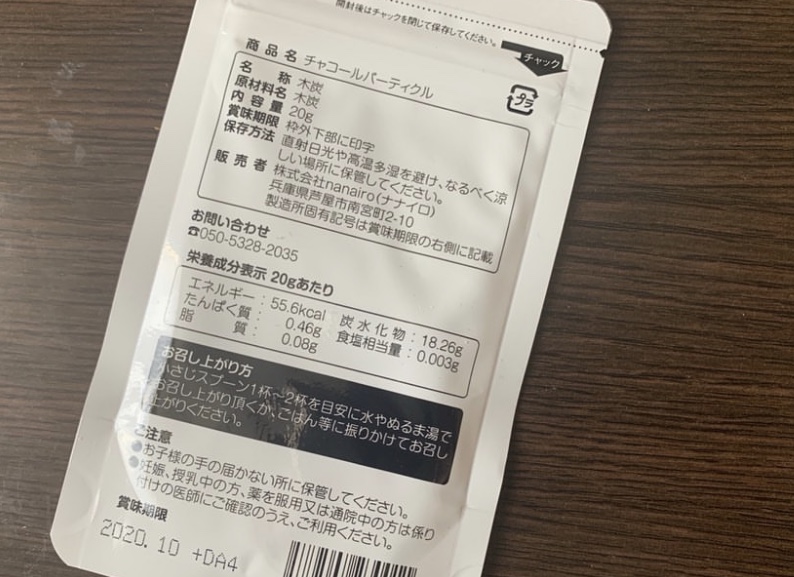 開封後はチャックを閉じて保存してください。
チャック
プラ
商品名 チャコールパーティクル
名称 木炭
原材料名 木炭
内容量 20g
賞味期限 枠外下部に印字
保存方法 直射日光や高温多湿を避け、なるべく涼
しい場所に保管してください。
販売者 株式会社nanairo(ナナイロ)
兵庫県芦屋市南宮町2-10
製造所固有記号は賞味期限の右側に記載
お問い合わせ
☎050-5328-2035
栄養成分表示 20gあたり
エネルギー:55.6kcal 炭水化物:18.26g
たんぱく質:0.46g 食塩相当量:0.003g
脂質:0.08g
お召し上がり方
小さじスプーン1杯~2杯を目安に水やぬるま湯で
お召し上がり頂くか、ごはん等に振りかけてお召し
上がりください。
ご注意
●お子様の手の届かない所に保管してください。
●妊娠、授乳中の方、薬を服用又は通院中の方は係り
付けの医師にご確認のうえ、ご利用ください。
賞味期限
2020.10 +DA4